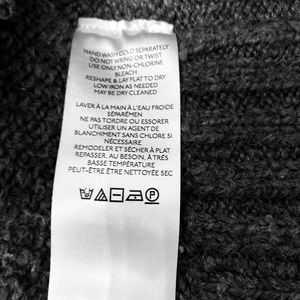 HAND WASH COLD SEPARATELY
DO NOT WRING OR TWIST
USE ONLY NON-CHLORINE
BLEACH
RESHAPE & LAY FLAT TO DRY
LOW IRON AS NEEDED
MAY BE DRY CLEANED
LAVER À LA MAIN À L'EAU FROIDE
SÉPARÉMEN
NE PAS TORDRE OU ESSORER
UTILISER UN AGENT DE
BLANCHIMENT SANS CHLORE SI
NÉCESSAIRE
REMODELER ET SÉCHER À PLAT
REPASSER, AU BESOIN, À TRÈS
BASSE TEMPÉRATURE
PEUT-ÊTRE NETTOYÉE SEC
P